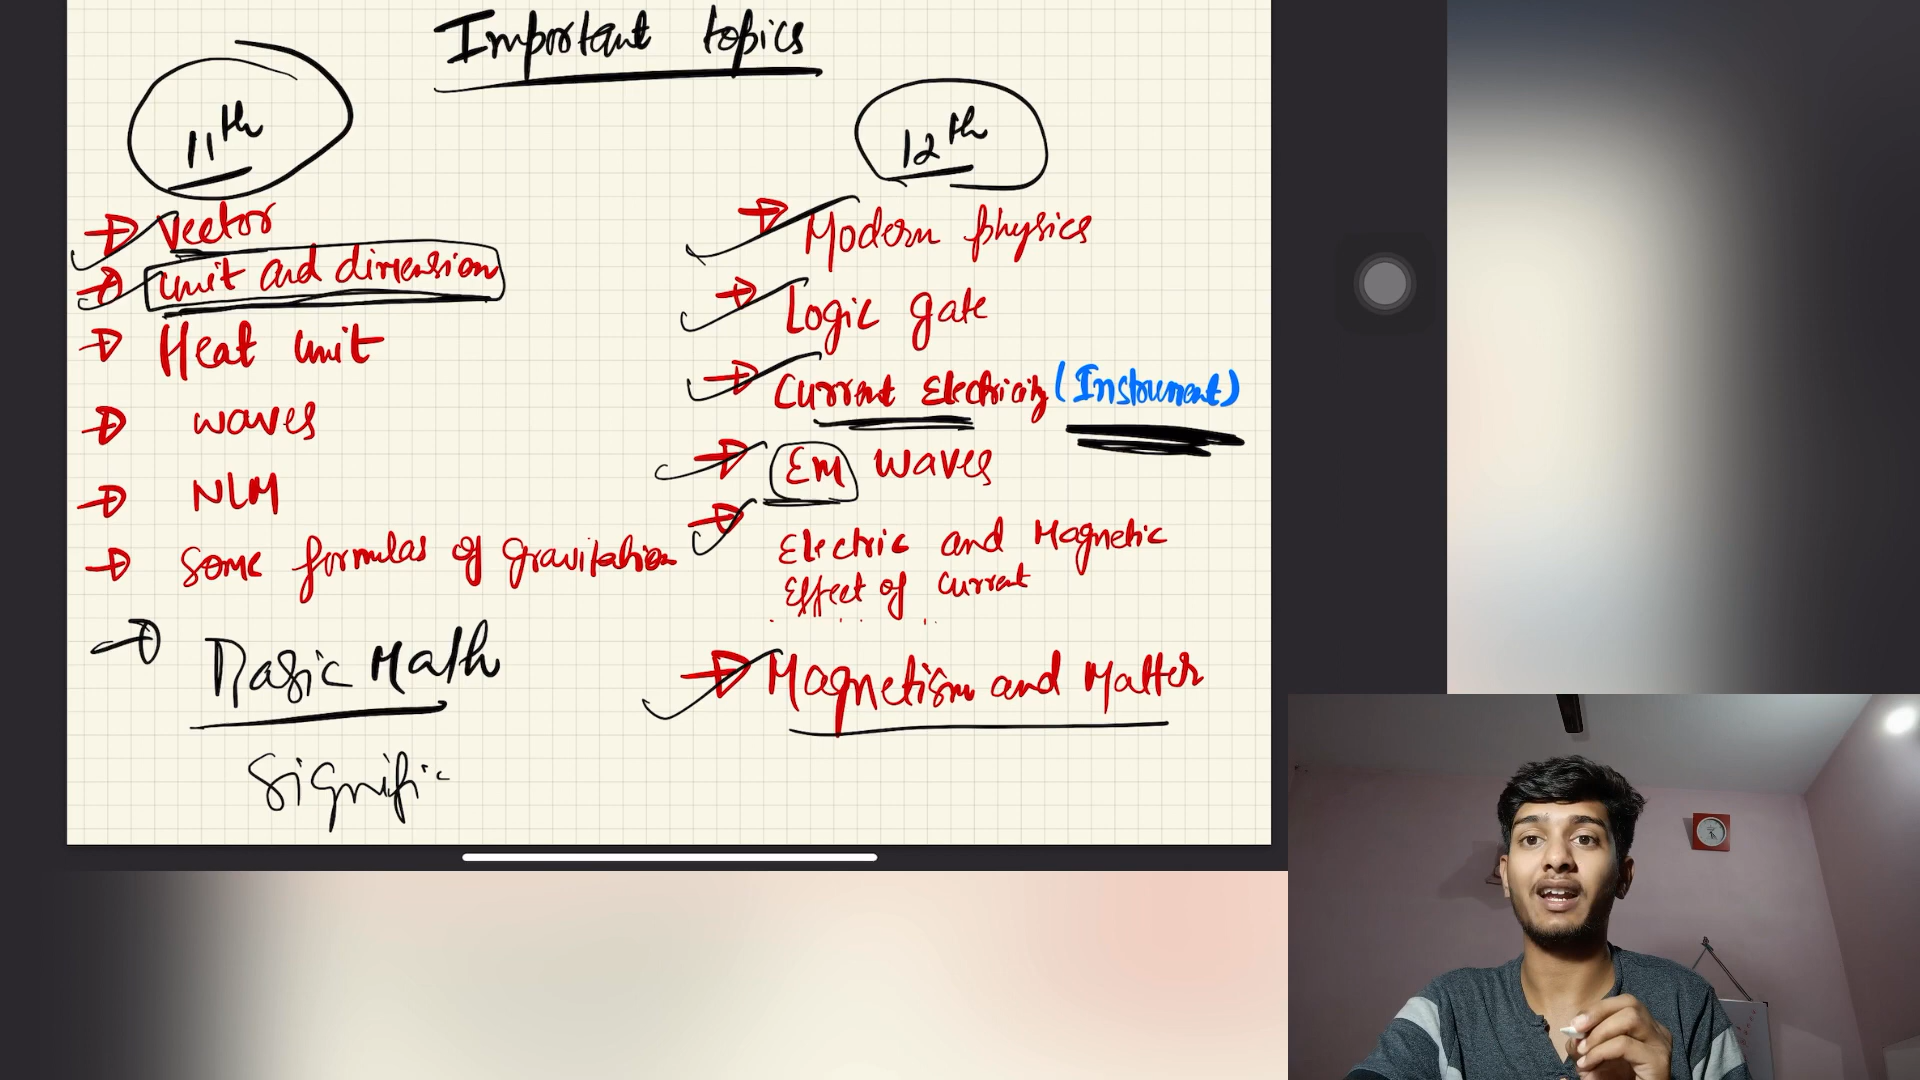 Important topics
11th
Vector
Unit and dimension
Heat unit
waves
NLM
Some formulas of gravitation
Basic Math
Signific
12th
Modern physics
Logic gate
Current Electricity (Instrument)
EM waves
Electric and Magnetic
Effect of current
Magnetism and Matter